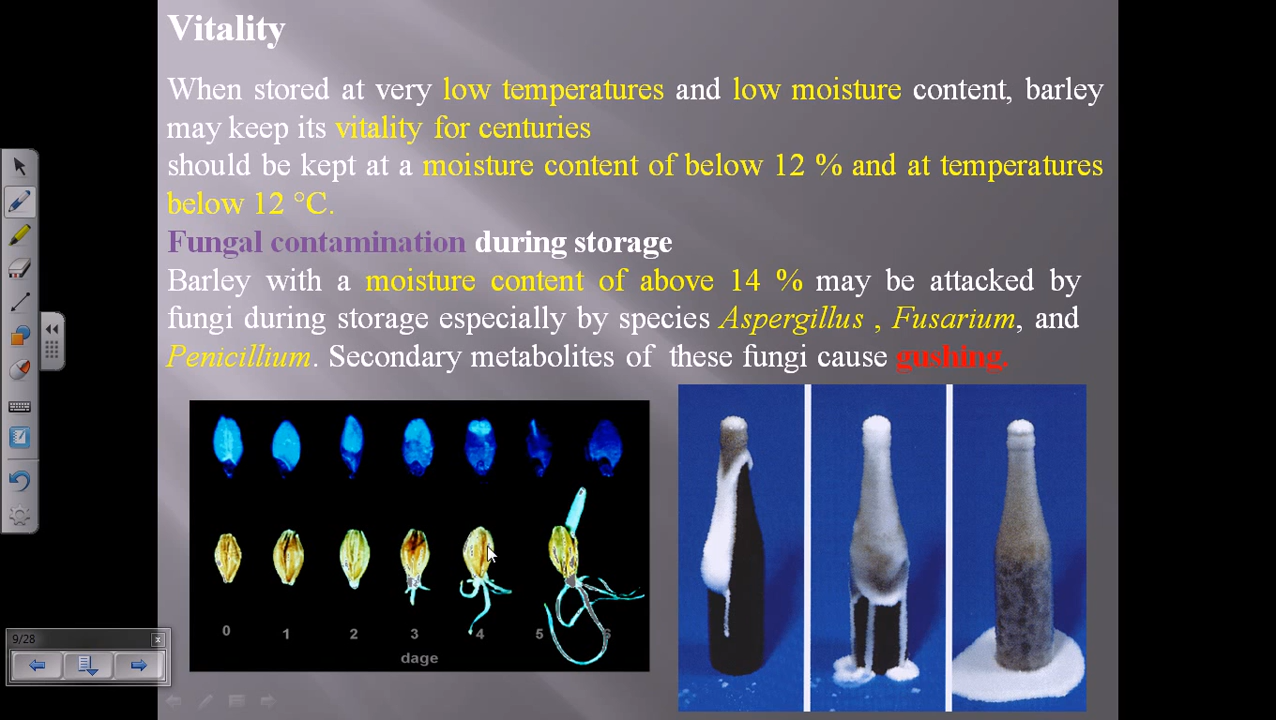 Vitality
When stored at very low temperatures and low moisture content, barley
may keep its vitality for centuries
should be kept at a moisture content of below 12 % and at temperatures
below 12 °C.
Fungal contamination during storage
Barley with a moisture content of above 14 % may be attacked by
fungi during storage especially by species Aspergillus , Fusarium, and
Penicillium. Secondary metabolites of these fungi cause gushing.
0 1 2 3 4 5 6
dage
9/28
x